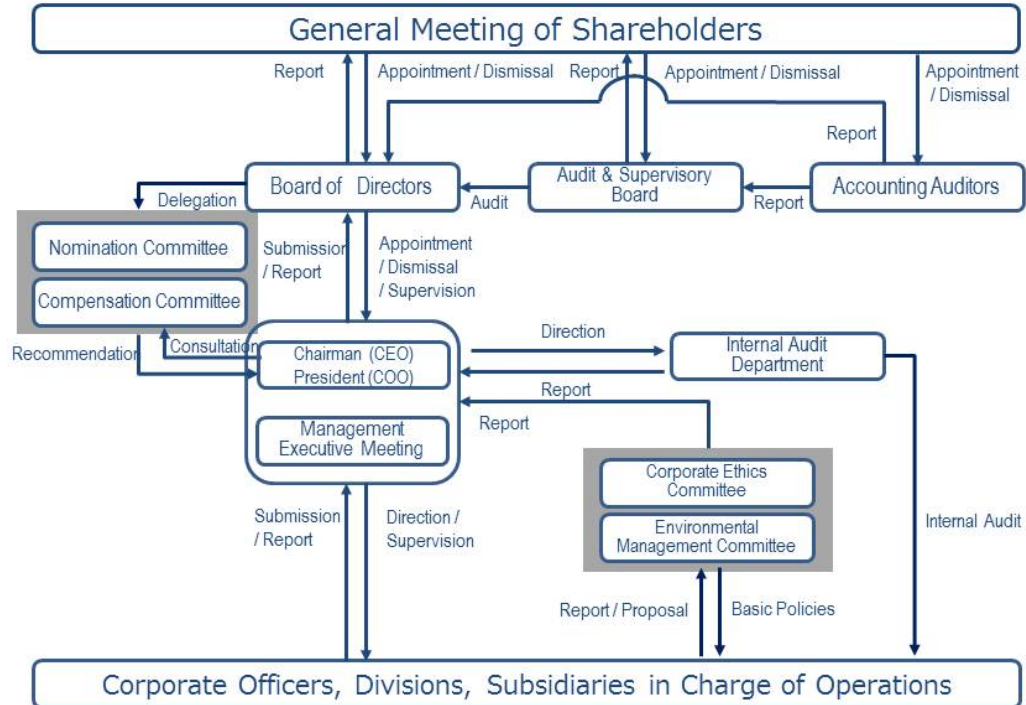 General Meeting of Shareholders
Report
Appointment / Dismissal
Report
Appointment / Dismissal
Appointment
/ Dismissal
Report
Board of Directors
Audit & Supervisory
Board
Accounting Auditors
Audit
Report
Delegation
Nomination Committee
Compensation Committee
Submission
/ Report
Appointment
/ Dismissal
/ Supervision
Recommendation
Consultation
Chairman (CEO)
President (COO)
Direction
Internal Audit
Department
Report
Management
Executive Meeting
Report
Corporate Ethics
Committee
Environmental
Management Committee
Submission
/ Report
Direction /
Supervision
Internal Audit
Report / Proposal
Basic Policies
Corporate Officers, Divisions, Subsidiaries in Charge of Operations